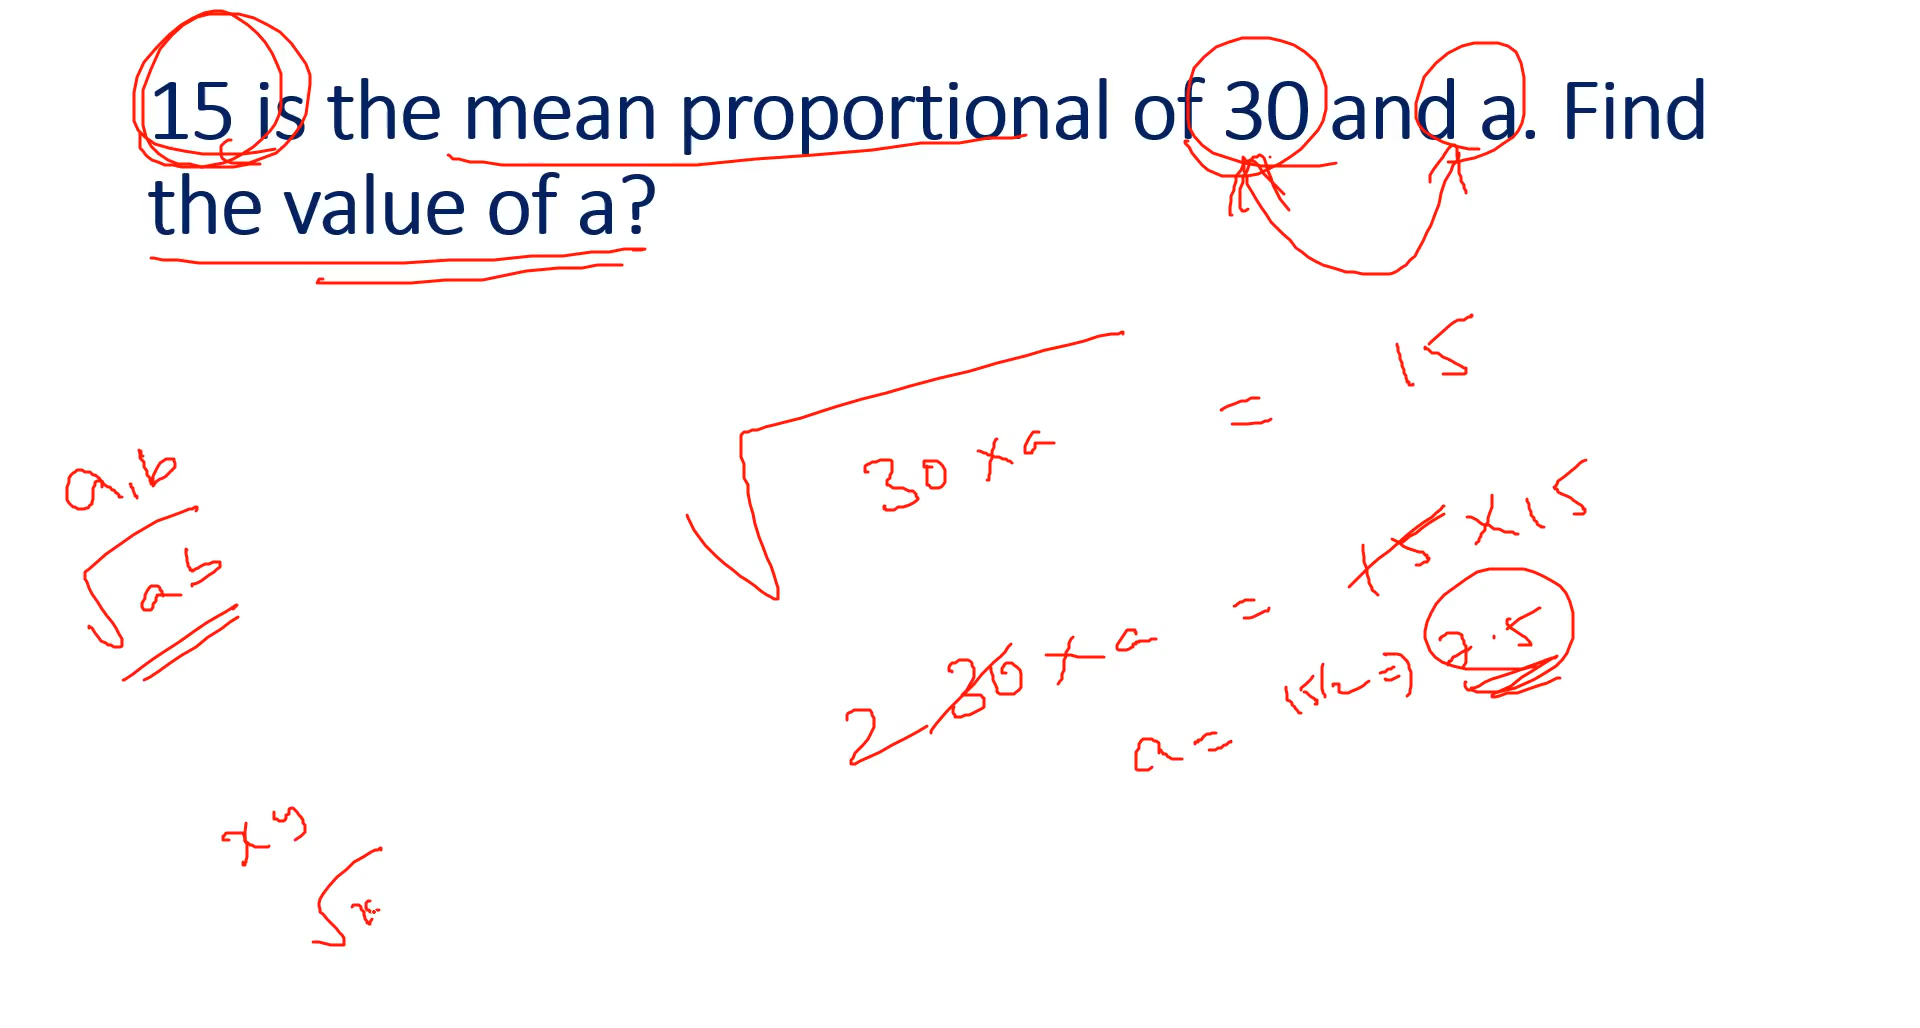 15 is the mean proportional of 30 and a. Find
the value of a?
√30 × a = 15
a,b
√ab
30 × a = 15 × 15
2
a = 15/2 ⇒ 7.5
x y
√x